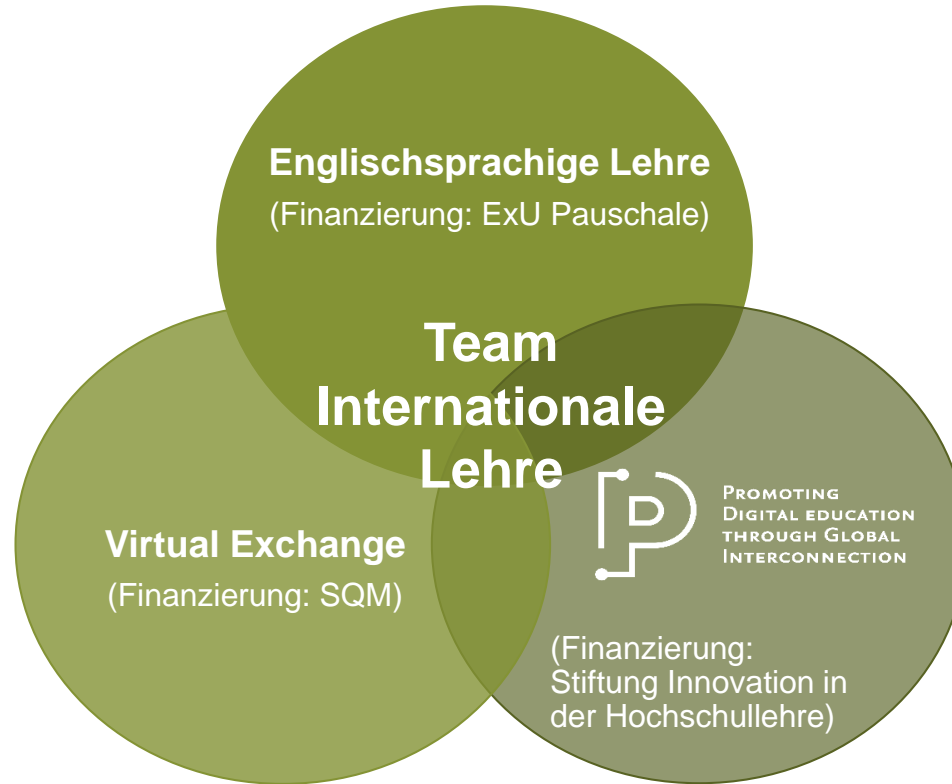 Englischsprachige Lehre
(Finanzierung: ExU Pauschale)
Team
Internationale
Lehre
Virtual Exchange
(Finanzierung: SQM)
P
PROMOTING
DIGITAL EDUCATION
THROUGH GLOBAL
INTERCONNECTION
(Finanzierung:
Stiftung Innovation in
der Hochschullehre)